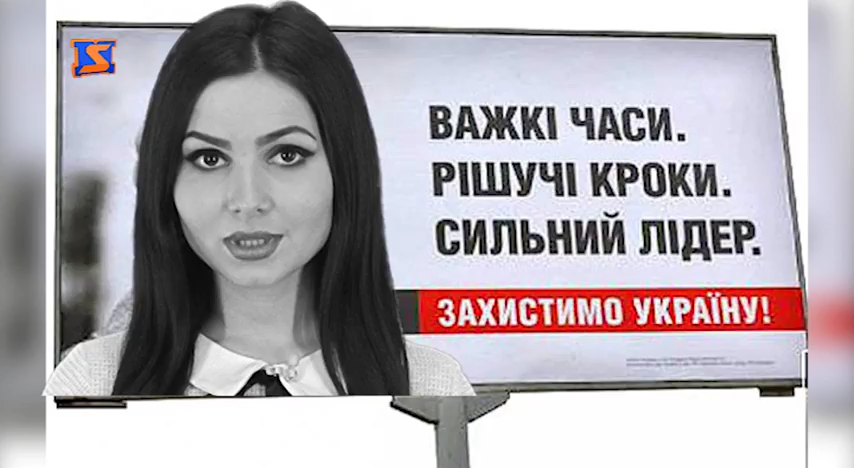 ВАЖКІ ЧАСИ.
РІШУЧІ КРОКИ.
СИЛЬНИЙ ЛІДЕР.
ЗАХИСТИМО УКРАЇНУ!